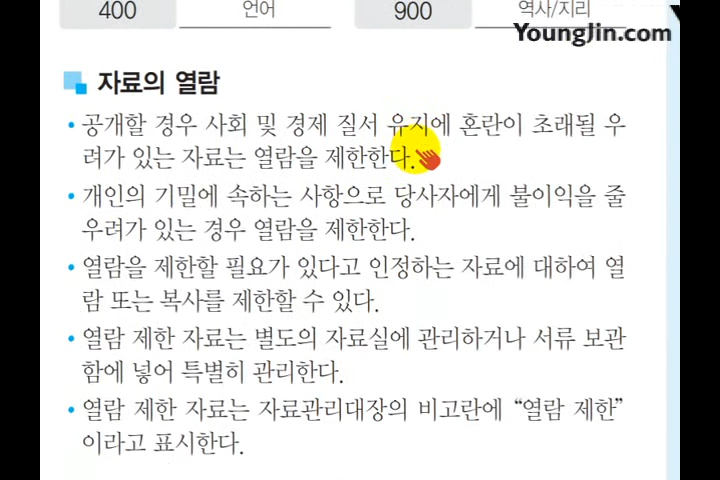 400 언어 900 역사/지리
YoungJin.com
자료의 열람
• 공개할 경우 사회 및 경제 질서 유지에 혼란이 초래될 우
려가 있는 자료는 열람을 제한한다.
• 개인의 기밀에 속하는 사항으로 당사자에게 불이익을 줄
우려가 있는 경우 열람을 제한한다.
• 열람을 제한할 필요가 있다고 인정하는 자료에 대하여 열
람 또는 복사를 제한할 수 있다.
• 열람 제한 자료는 별도의 자료실에 관리하거나 서류 보관
함에 넣어 특별히 관리한다.
• 열람 제한 자료는 자료관리대장의 비고란에 “열람 제한”
이라고 표시한다.